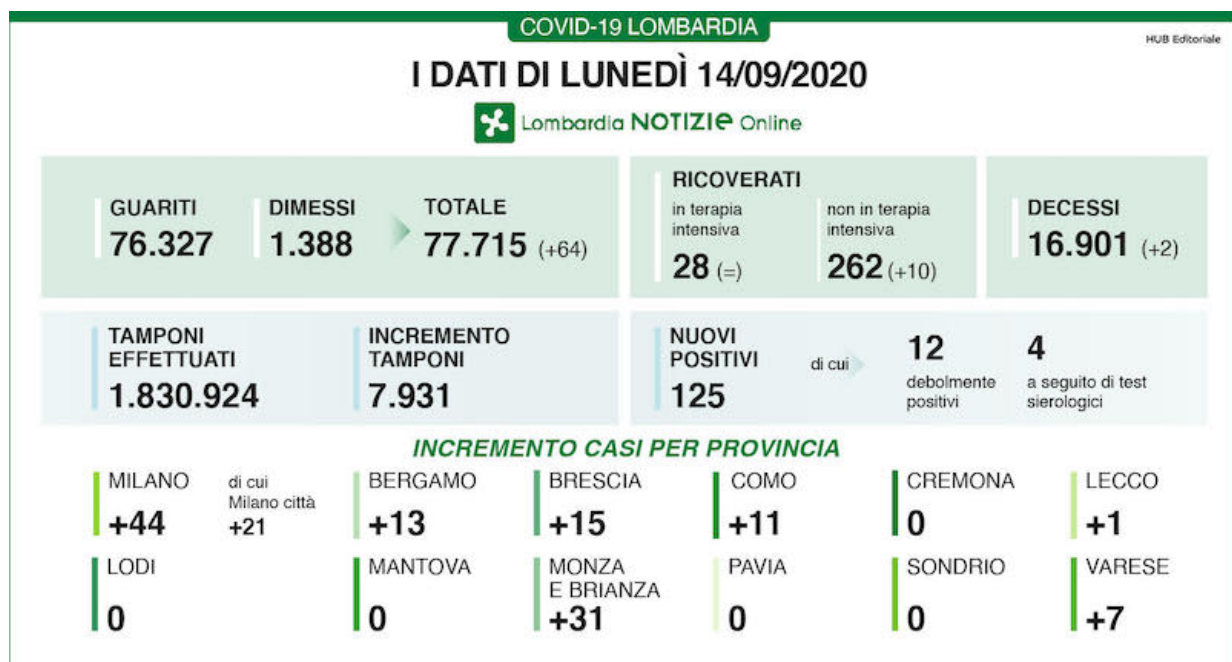 COVID-19 LOMBARDIA
HUB Editoriale
I DATI DI LUNEDÌ 14/09/2020
Lombardia NOTIZIe Online
GUARITI
76.327
DIMESSI
1.388
TOTALE
77.715 (+64)
RICOVERATI
in terapia
intensiva
28 (=)
non in terapia
intensiva
262 (+10)
DECESSI
16.901 (+2)
TAMPONI
EFFETTUATI
1.830.924
INCREMENTO
TAMPONI
7.931
NUOVI
POSITIVI
125
di cui
12
debolmente
positivi
4
a seguito di test
sierologici
INCREMENTO CASI PER PROVINCIA
MILANO
+44
di cui
Milano città
+21
BERGAMO
+13
BRESCIA
+15
COMO
+11
CREMONA
0
LECCO
+1
LODI
0
MANTOVA
0
MONZA
E BRIANZA
+31
PAVIA
0
SONDRIO
0
VARESE
+7